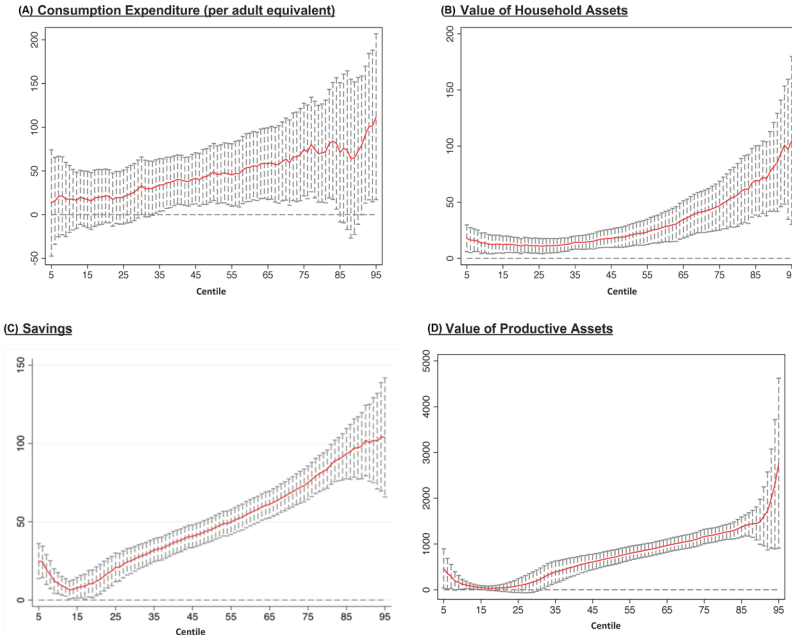 (A) Consumption Expenditure (per adult equivalent)
200
150
100
50
0
-50
5 15 25 35 45 55 65 75 85 95
Centile
(B) Value of Household Assets
200
150
100
50
0
5 15 25 35 45 55 65 75 85 95
Centile
(C) Savings
150
100
50
0
5 15 25 35 45 55 65 75 85 95
Centile
(D) Value of Productive Assets
5000
4000
3000
2000
1000
0
5 15 25 35 45 55 65 75 85 95
Centile